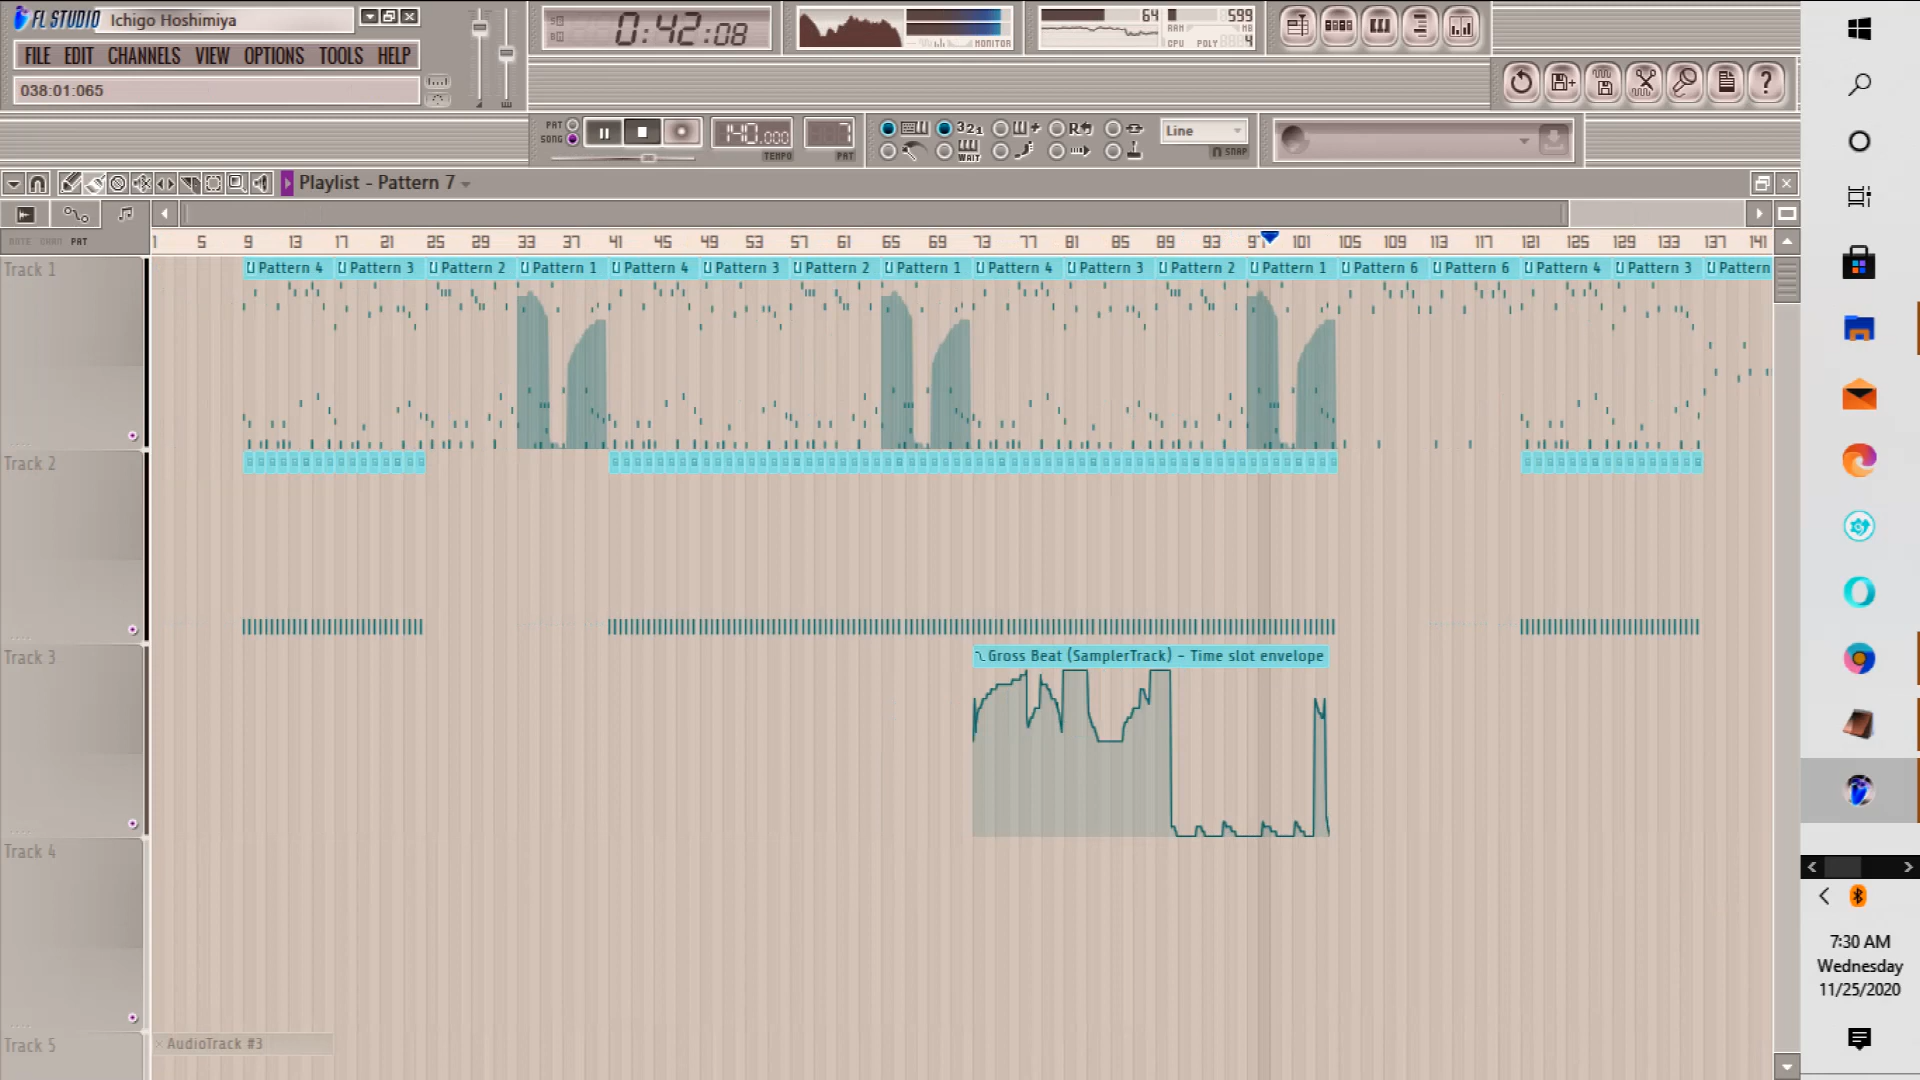 FL STUDIO Ichigo Hoshimiya
FILE EDIT CHANNELS VIEW OPTIONS TOOLS HELP
038:01:065
0:42:08
MONITOR
64 599
RAM MB
CPU POLY 4
PAT
SONG
140.000 7
TEMPO PAT
321
R
WAIT
Line
SNAP
Playlist - Pattern 7
NOTE CHAN PAT
1 5 9 13 17 21 25 29 33 37 41 45 49 53 57 61 65 69 73 77 81 85 89 93 97 101 105 109 113 117 121 125 129 133 137 141
Track 1
Pattern 4 Pattern 3 Pattern 2 Pattern 1 Pattern 4 Pattern 3 Pattern 2 Pattern 1 Pattern 4 Pattern 3 Pattern 2 Pattern 1 Pattern 6 Pattern 6 Pattern 4 Pattern 3 Pattern
Track 2
Track 3
Gross Beat (SamplerTrack) - Time slot envelope
Track 4
Track 5
AudioTrack #3
7:30 AM
Wednesday
11/25/2020